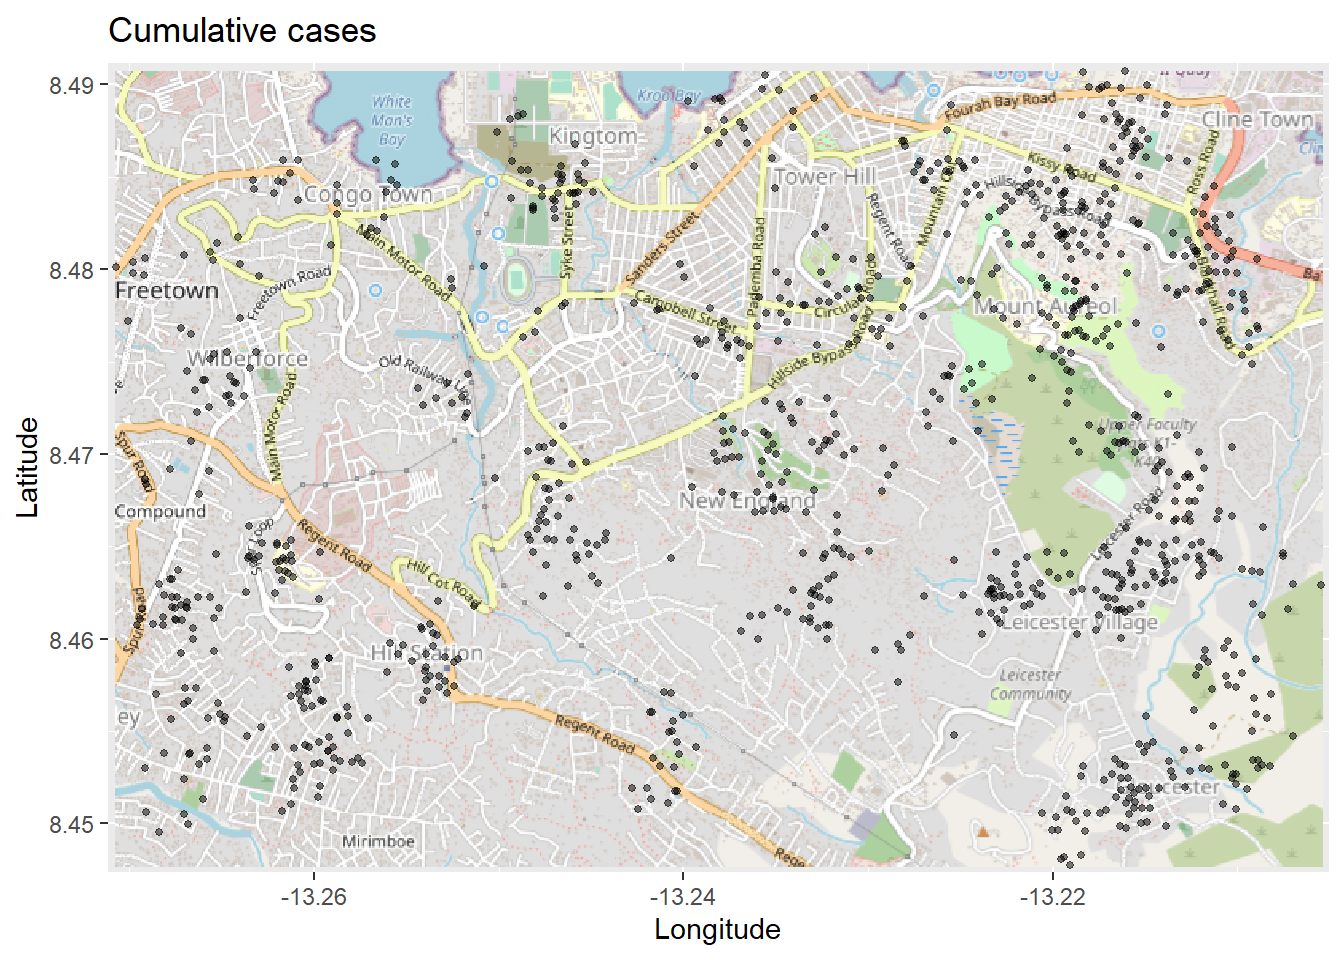 Cumulative cases
8.49
8.48
8.47
8.46
8.45
Latitude
White
Man's
Bay
Kroo Bay
Kingtom
Fourah Bay Road
Cline Town
Kissy Road
Ross Road
Tower Hill
Congo Town
Regent Road
Mountain Cut
Main Motor Road
Syke Street
Sanders Street
Pademba Road
Freetown Road
Freetown
Campbell Street
Circular Road
Mount Aureol
Wilberforce
Old Railway Line
Hillside Bypass Road
Main Motor Road
Upper Faculty
Spur Road
New England
Compound
Regent Road
Leicester Road
Hill Cot Road
Leicester Village
Hill Station
Leicester
Community
ey
Regent Road
Mirimboe
Rege
-13.26
-13.24
-13.22
Longitude